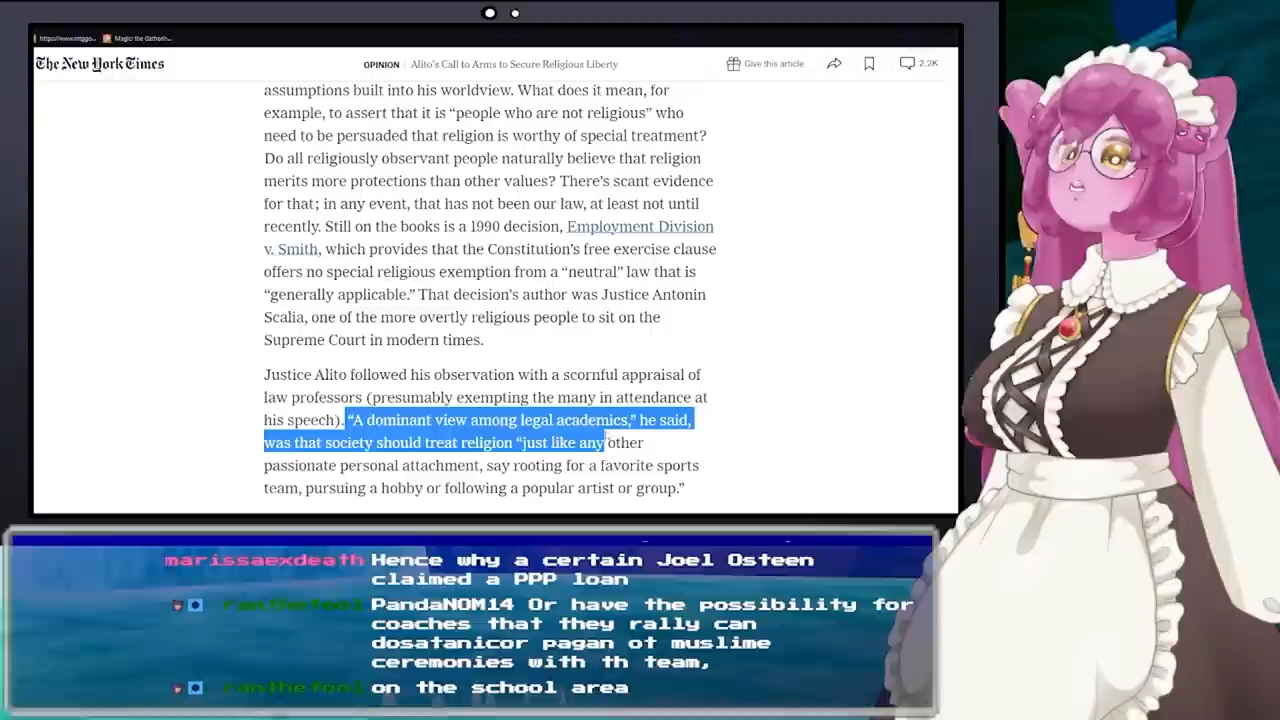 https://www.mtggo... Magic: the Gatherin...
The New York Times
OPINION | Alito's Call to Arms to Secure Religious Liberty
Give this article
2.2K
assumptions built into his worldview. What does it mean, for
example, to assert that it is “people who are not religious” who
need to be persuaded that religion is worthy of special treatment?
Do all religiously observant people naturally believe that religion
merits more protections than other values? There's scant evidence
for that; in any event, that has not been our law, at least not until
recently. Still on the books is a 1990 decision, Employment Division
v. Smith, which provides that the Constitution's free exercise clause
offers no special religious exemption from a “neutral” law that is
“generally applicable.” That decision's author was Justice Antonin
Scalia, one of the more overtly religious people to sit on the
Supreme Court in modern times.
Justice Alito followed his observation with a scornful appraisal of
law professors (presumably exempting the many in attendance at
his speech). “A dominant view among legal academics,” he said,
was that society should treat religion “just like any other
passionate personal attachment, say rooting for a favorite sports
team, pursuing a hobby or following a popular artist or group.”
marissaexdeath Hence why a certain Joel Osteen
claimed a PPP loan
PandaNOM14 Or have the possibility for
coaches that they rally can
dosatanicor pagan ot muslime
ceremonies with th team,
on the school area